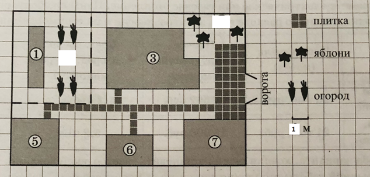 плитка
яблони
огород
1 м
ворота
1
3
5
6
7